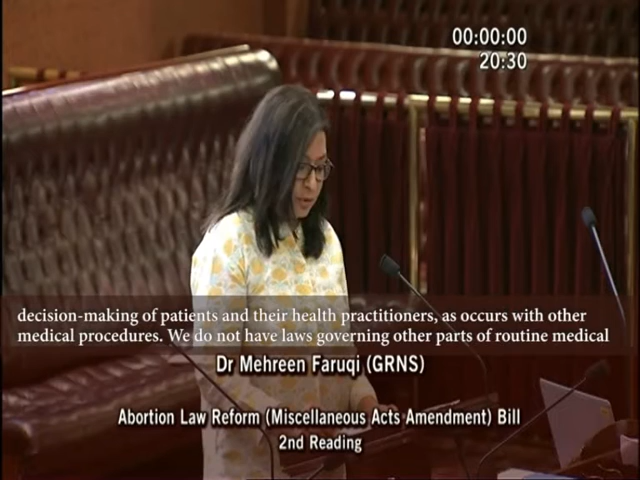 00:00:00
20:30
decision-making of patients and their health practitioners, as occurs with other
medical procedures. We do not have laws governing other parts of routine medical
Dr Mehreen Faruqi (GRNS)
Abortion Law Reform (Miscellaneous Acts Amendment) Bill
2nd Reading